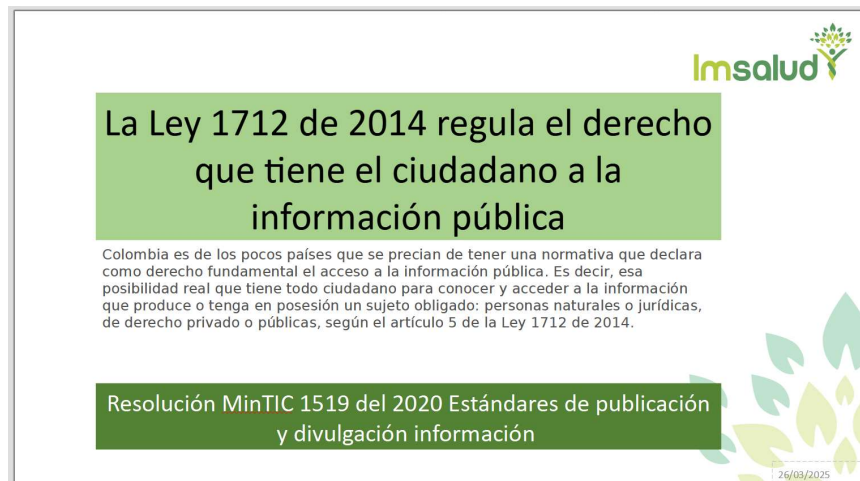 Imsalud
La Ley 1712 de 2014 regula el derecho
que tiene el ciudadano a la
información pública
Colombia es de los pocos países que se precian de tener una normativa que declara
como derecho fundamental el acceso a la información pública. Es decir, esa
posibilidad real que tiene todo ciudadano para conocer y acceder a la información
que produce o tenga en posesión un sujeto obligado: personas naturales o jurídicas,
de derecho privado o públicas, según el artículo 5 de la Ley 1712 de 2014.
Resolución MinTIC 1519 del 2020 Estándares de publicación
y divulgación información
26/03/2025